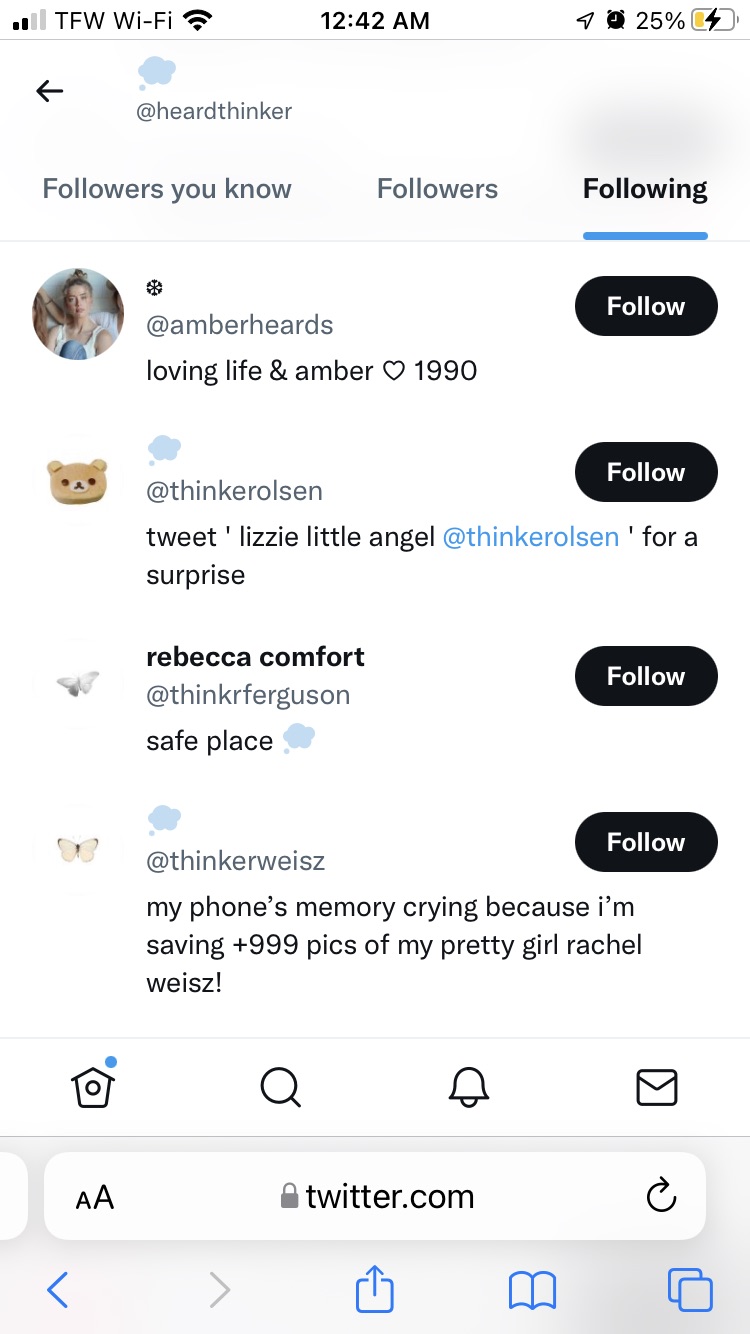 TFW Wi-Fi 12:42 AM 25%
@heardthinker
Followers you know Followers Following
❄
@amberheards Follow
loving life & amber ♡ 1990
@thinkerolsen Follow
tweet ' lizzie little angel @thinkerolsen ' for a
surprise
rebecca comfort
@thinkrferguson Follow
safe place
@thinkerweisz Follow
my phone’s memory crying because i’m
saving +999 pics of my pretty girl rachel
weisz!
AA twitter.com